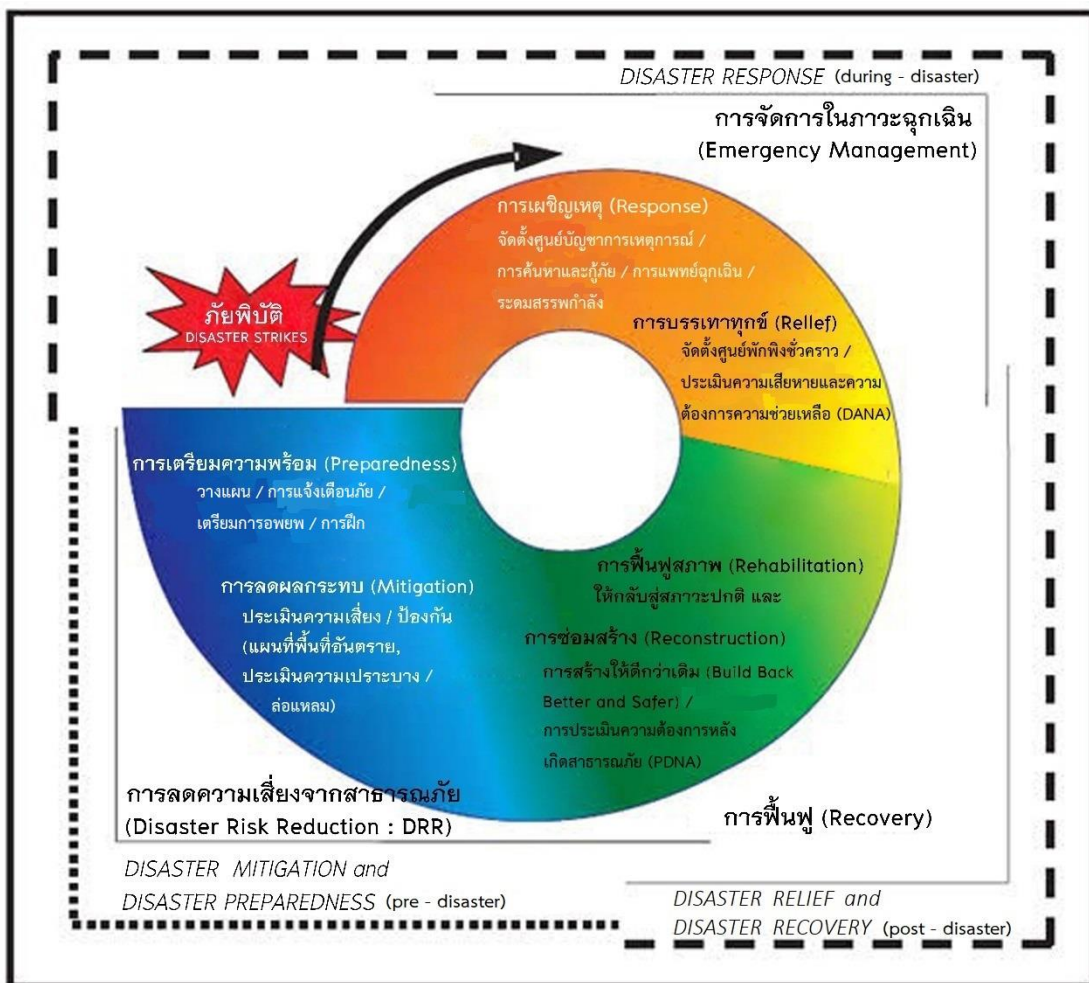 DISASTER RESPONSE (during - disaster)
การจัดการในภาวะฉุกเฉิน
(Emergency Management)
การเผชิญเหตุ (Response)
จัดตั้งศูนย์บัญชาการเหตุการณ์ /
การค้นหาและกู้ภัย / การแพทย์ฉุกเฉิน /
ระดมสรรพกำลัง
ภัยพิบัติ
DISASTER STRIKES
การบรรเทาทุกข์ (Rellef)
จัดตั้งศูนย์พักพิงชั่วคราว /
ประเมินความเสียหายและความ
ต้องการความช่วยเหลือ (DANA)
การเตรียมความพร้อม (Preparedness)
วางแผน / การแจ้งเตือนภัย /
เตรียมการอพยพ / การฝึก
การลดผลกระทบ (Mitigation)
ประเมินความเสี่ยง / ป้องกัน
(แผนที่พื้นที่อันตราย,
ประเมินความเปราะบาง /
ล่อแหลม)
การฟื้นฟูสภาพ (Rehabilitation)
ให้กลับสู่สภาวะปกติ และ
การซ่อมสร้าง (Reconstruction)
การสร้างให้ดีกว่าเดิม (Build Back
Better and Safer) /
การประเมินความต้องการหลัง
เกิดสาธารณภัย (PDNA)
การลดความเสี่ยงจากสาธารณภัย
(Disaster Risk Reduction : DRR)
การฟื้นฟู (Recovery)
DISASTER MITIGATION and
DISASTER PREPAREDNESS (pre - disaster)
DISASTER RELIEF and
DISASTER RECOVERY (post - disaster)